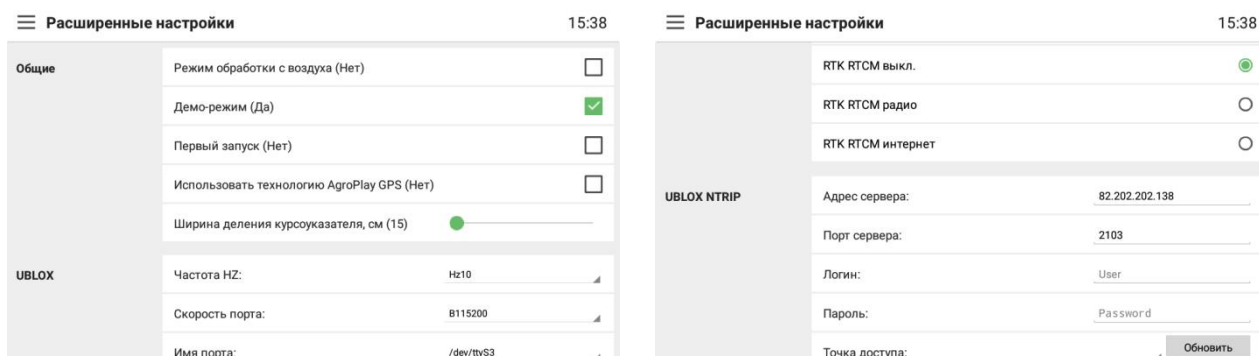 Расширенные настройки 15:38
Общие
Режим обработки с воздуха (Нет)
Демо-режим (Да)
Первый запуск (Нет)
Использовать технологию AgroPlay GPS (Нет)
Ширина деления курсоуказателя, см (15)
UBLOX
Частота HZ: Hz10
Скорость порта: B115200
Имя порта: /dev/ttyS3
Расширенные настройки 15:38
RTK RTCM выкл.
RTK RTCM радио
RTK RTCM интернет
UBLOX NTRIP
Адрес сервера: 82.202.202.138
Порт сервера: 2103
Логин: User
Пароль: Password
Точка доступа: Обновить